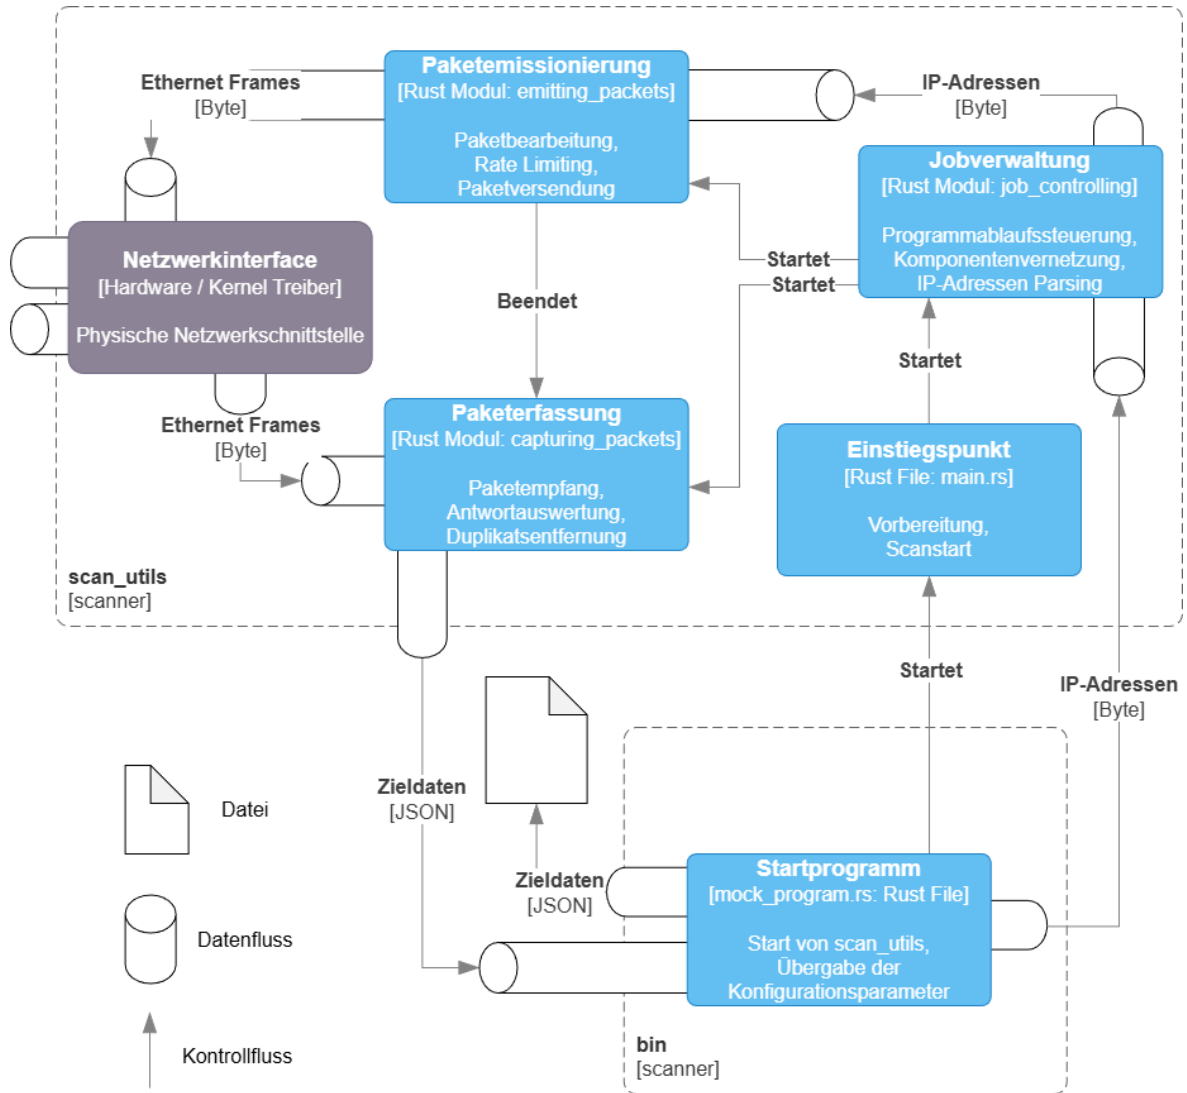 Paketemissionierung
[Rust Modul: emitting_packets]
Paketbearbeitung,
Rate Limiting,
Paketversendung
Ethernet Frames
[Byte]
IP-Adressen
[Byte]
Jobverwaltung
[Rust Modul: job_controlling]
Programmablaufssteuerung,
Komponentenvernetzung,
IP-Adressen Parsing
Netzwerkinterface
[Hardware / Kernel Treiber]
Physische Netzwerkschnittstelle
Startet
Startet
Beendet
Startet
Ethernet Frames
[Byte]
Paketerfassung
[Rust Modul: capturing_packets]
Paketempfang,
Antwortauswertung,
Duplikatsentfernung
Einstiegspunkt
[Rust File: main.rs]
Vorbereitung,
Scanstart
scan_utils
[scanner]
Startet
IP-Adressen
[Byte]
Zieldaten
[JSON]
Zieldaten
[JSON]
Startprogramm
[mock_program.rs: Rust File]
Start von scan_utils,
Übergabe der
Konfigurationsparameter
bin
[scanner]
Datei
Datenfluss
Kontrollfluss